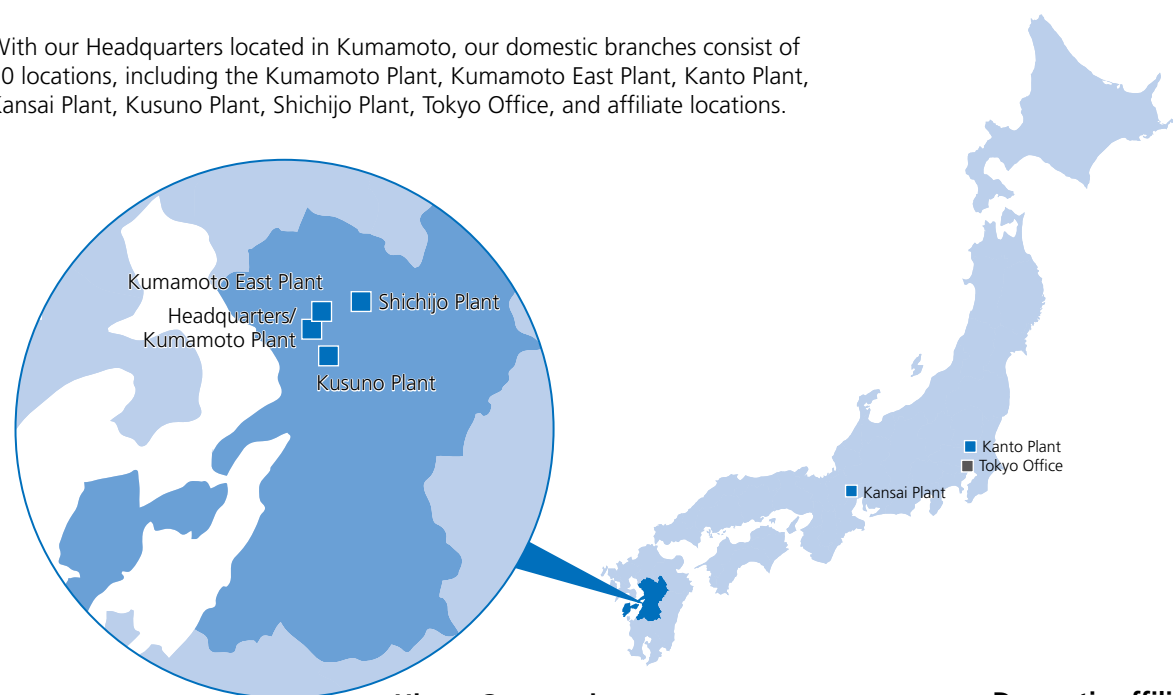 With our Headquarters located in Kumamoto, our domestic branches consist of
0 locations, including the Kumamoto Plant, Kumamoto East Plant, Kanto Plant,
Kansai Plant, Kusuno Plant, Shichijo Plant, Tokyo Office, and affiliate locations.
Kumamoto East Plant
Shichijo Plant
Headquarters/
Kumamoto Plant
Kusuno Plant
Kanto Plant
Tokyo Office
Kansai Plant